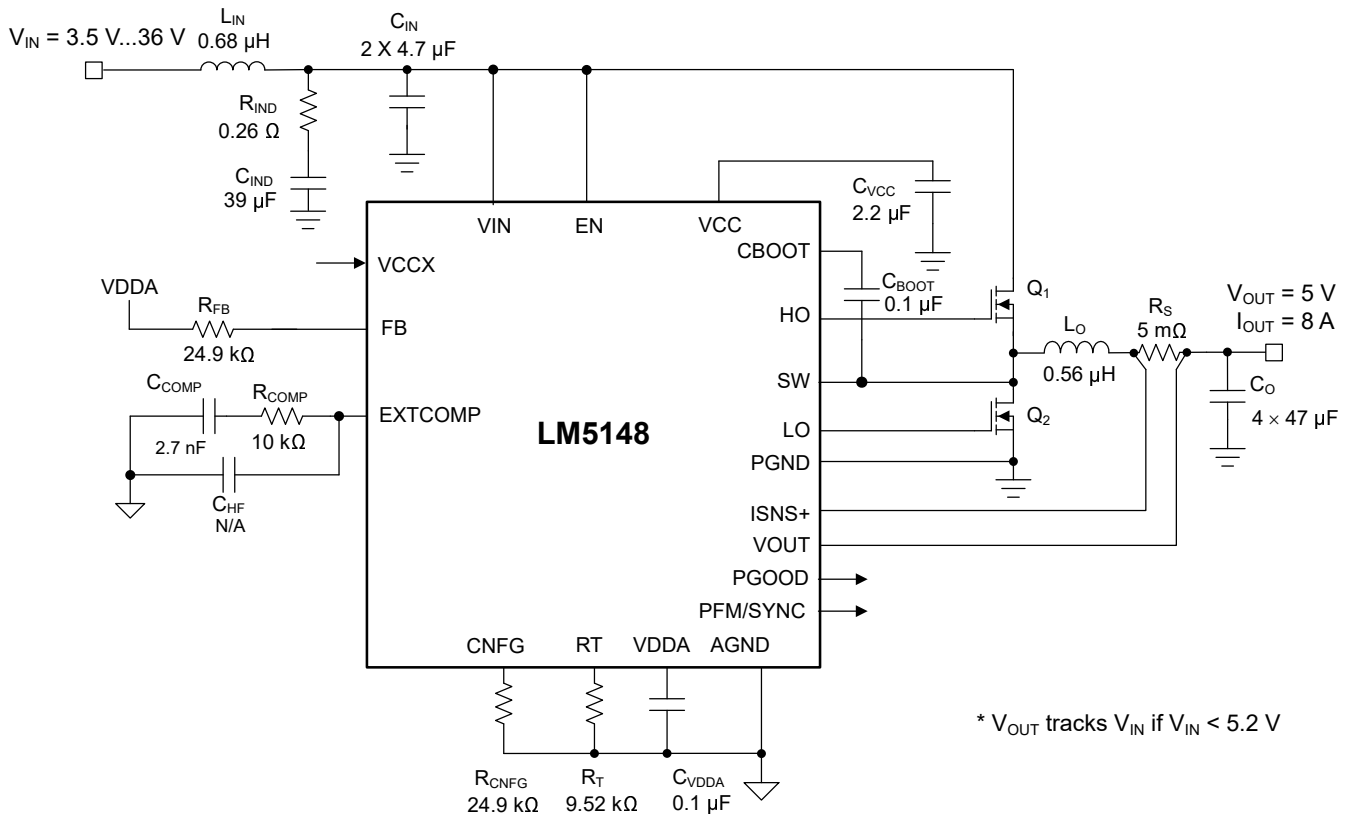 V_IN = 3.5 V...36 V
L_IN
0.68 µH
C_IN
2 X 4.7 µF
R_IND
0.26 Ω
C_IND
39 µF
C_VCC
2.2 µF
VIN
EN
VCC
CBOOT
VCCX
C_BOOT
0.1 µF
Q_1
VDDA
R_FB
24.9 kΩ
FB
HO
L_O
0.56 µH
R_S
5 mΩ
V_OUT = 5 V
I_OUT = 8 A
SW
C_COMP
2.7 nF
R_COMP
10 kΩ
EXTCOMP
LM5148
LO
Q_2
C_O
4 × 47 µF
PGND
C_HF
N/A
ISNS+
VOUT
PGOOD
PFM/SYNC
CNFG
RT
VDDA
AGND
* V_OUT tracks V_IN if V_IN < 5.2 V
R_CNFG
24.9 kΩ
R_T
9.52 kΩ
C_VDDA
0.1 µF